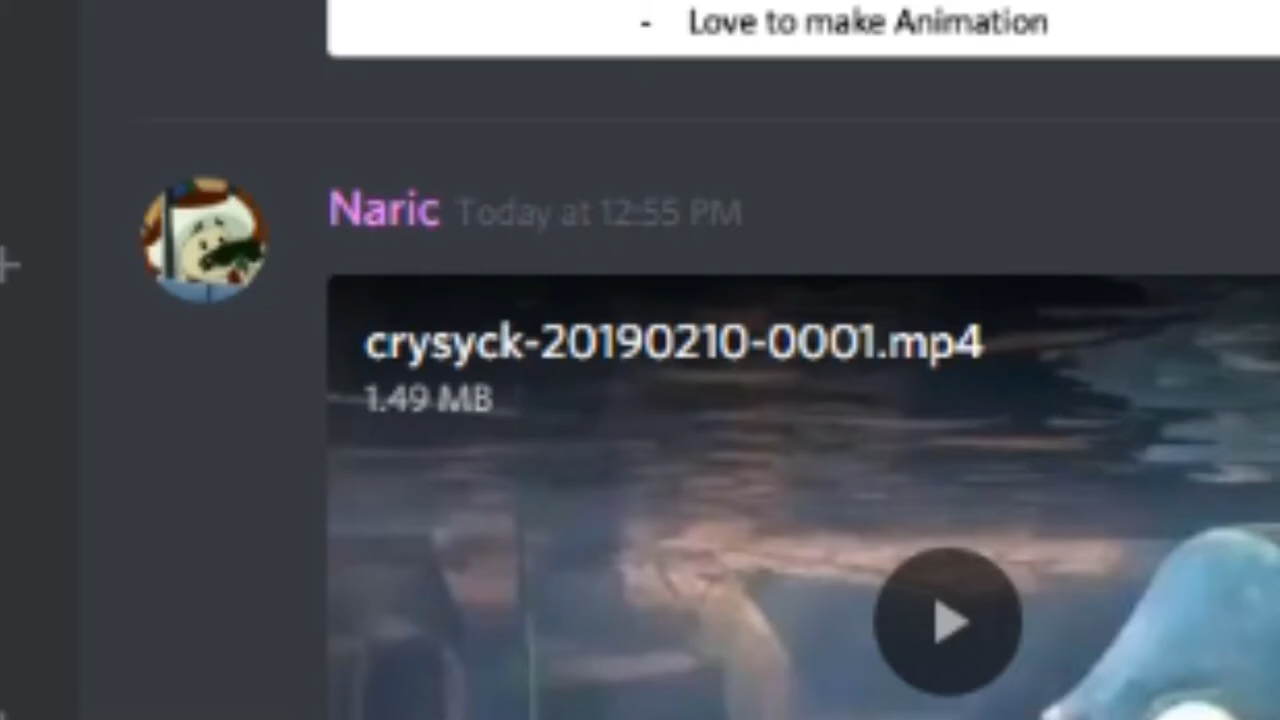 - Love to make Animation
Naric Today at 12:55 PM
crysyck-20190210-0001.mp4
1.49 MB